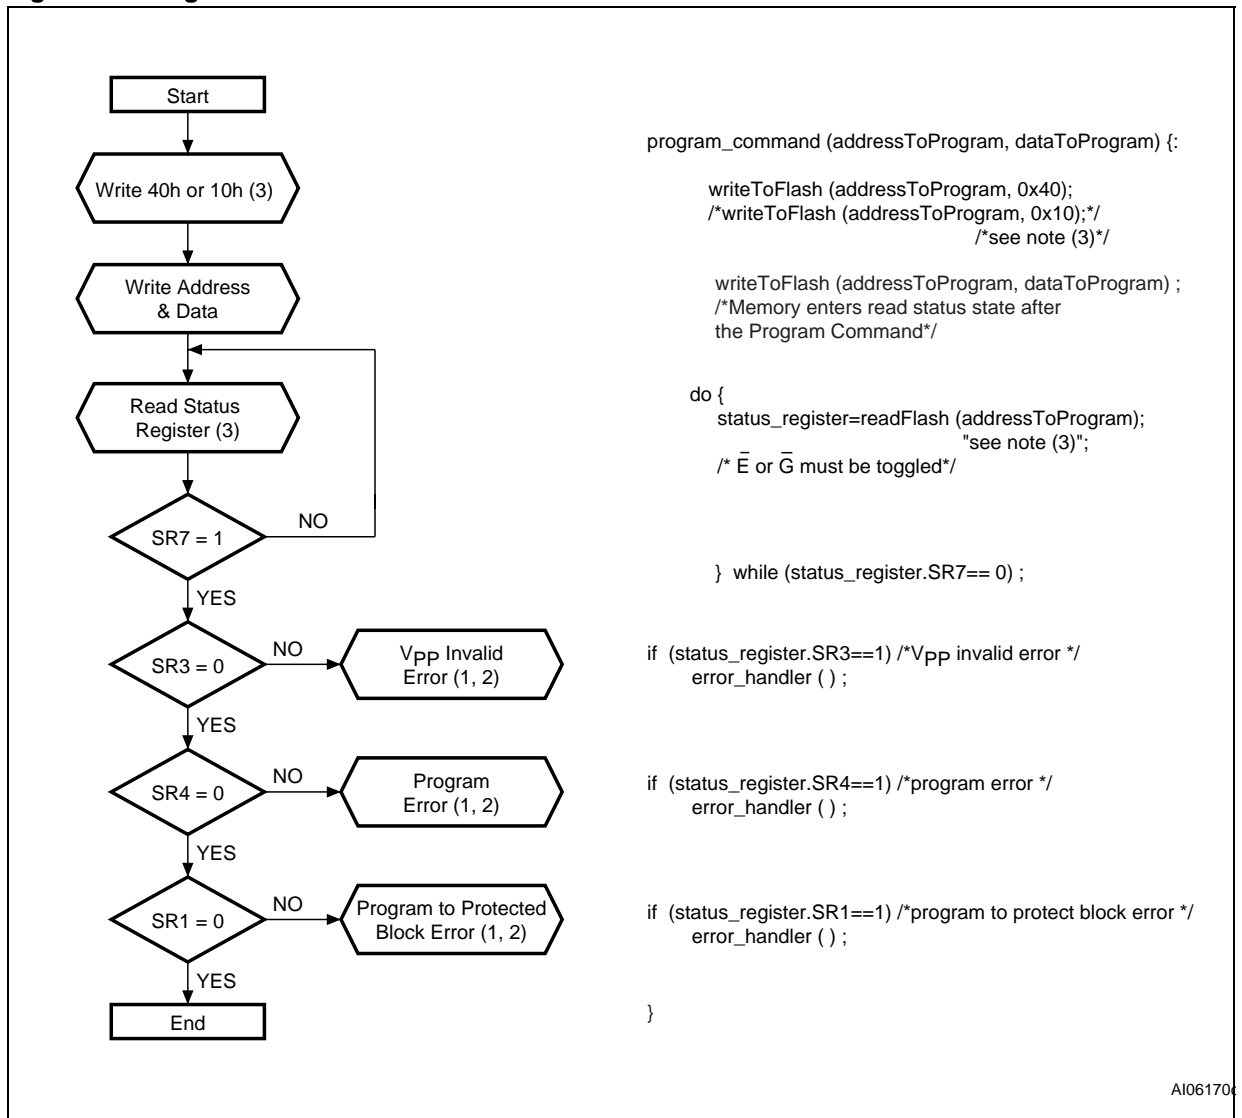 Start
Write 40h or 10h (3)
Write Address
& Data
Read Status
Register (3)
SR7 = 1
NO
YES
SR3 = 0
NO
VPP Invalid
Error (1, 2)
YES
SR4 = 0
NO
Program
Error (1, 2)
YES
SR1 = 0
NO
Program to Protected
Block Error (1, 2)
YES
End
program_command (addressToProgram, dataToProgram) {:
writeToFlash (addressToProgram, 0x40);
/*writeToFlash (addressToProgram, 0x10);*/
/*see note (3)*/
writeToFlash (addressToProgram, dataToProgram) ;
/*Memory enters read status state after
the Program Command*/
do {
status_register=readFlash (addressToProgram);
"see note (3)";
/* E̅ or G̅ must be toggled*/
} while (status_register.SR7== 0) ;
if (status_register.SR3==1) /*VPP invalid error */
error_handler ( ) ;
if (status_register.SR4==1) /*program error */
error_handler ( ) ;
if (status_register.SR1==1) /*program to protect block error */
error_handler ( ) ;
}